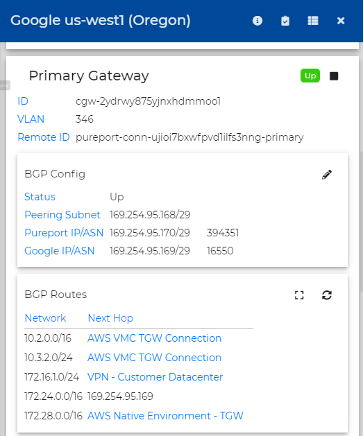 Google us-west1 (Oregon)
Primary Gateway
Up
ID cgw-2ydrwy875yjnxhdmmoo1
VLAN 346
Remote ID pureport-conn-ujioi7bxwfpvd1ilfs3nng-primary
BGP Config
Status Up
Peering Subnet 169.254.95.168/29
Pureport IP/ASN 169.254.95.170/29 394351
Google IP/ASN 169.254.95.169/29 16550
BGP Routes
Network Next Hop
10.2.0.0/16 AWS VMC TGW Connection
10.3.2.0/24 AWS VMC TGW Connection
172.16.1.0/24 VPN - Customer Datacenter
172.24.0.0/16 169.254.95.169
172.28.0.0/16 AWS Native Environment - TGW